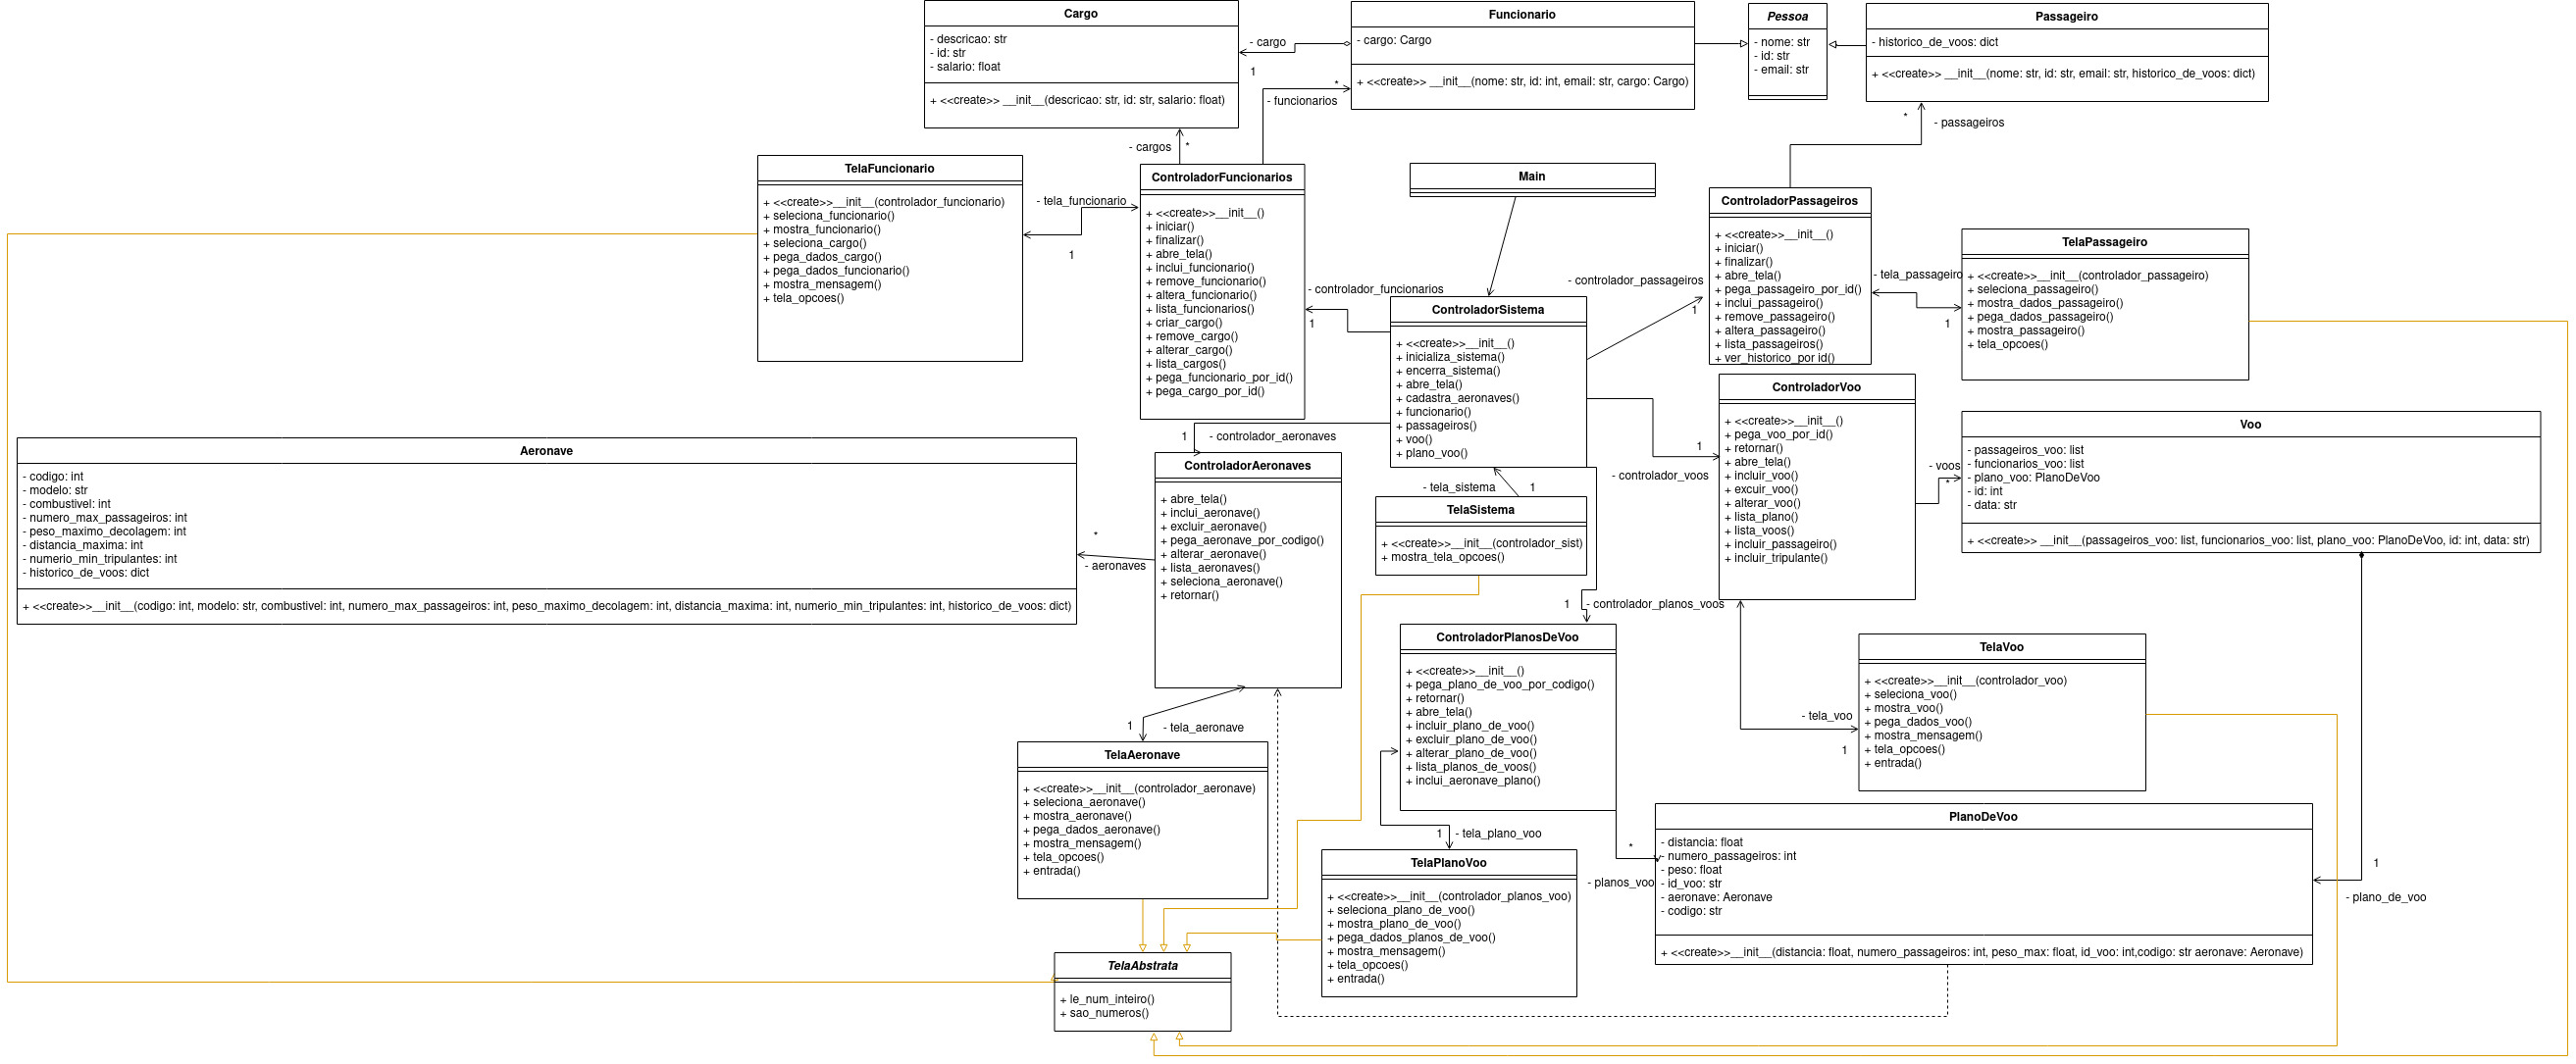 Cargo
- descricao: str
- id: str
- salario: float
+ <<create>> __init__(descricao: str, id: str, salario: float)
- cargo
1
Funcionario
- cargo: Cargo
+ <<create>> __init__(nome: str, id: int, email: str, cargo: Cargo)
*
- funcionarios
Pessoa
- nome: str
- id: str
- email: str
Passageiro
- historico_de_voos: dict
+ <<create>> __init__(nome: str, id: str, email: str, historico_de_voos: dict)
*
- passageiros
- cargos
*
TelaFuncionario
+ <<create>>__init__(controlador_funcionario)
+ seleciona_funcionario()
+ mostra_funcionario()
+ seleciona_cargo()
+ pega_dados_cargo()
+ pega_dados_funcionario()
+ mostra_mensagem()
+ tela_opcoes()
- tela_funcionario
1
ControladorFuncionarios
+ <<create>>__init__()
+ iniciar()
+ finalizar()
+ abre_tela()
+ inclui_funcionario()
+ remove_funcionario()
+ altera_funcionario()
+ lista_funcionarios()
+ criar_cargo()
+ remove_cargo()
+ alterar_cargo()
+ lista_cargos()
+ pega_funcionario_por_id()
+ pega_cargo_por_id()
Main
- controlador_funcionarios
1
ControladorSistema
+ <<create>>__init__()
+ inicializa_sistema()
+ encerra_sistema()
+ abre_tela()
+ cadastra_aeronaves()
+ funcionario()
+ passageiros()
+ voo()
+ plano_voo()
- controlador_passageiros
1
ControladorPassageiros
+ <<create>>__init__()
+ iniciar()
+ finalizar()
+ abre_tela()
+ pega_passageiro_por_id()
+ inclui_passageiro()
+ remove_passageiro()
+ altera_passageiro()
+ lista_passageiros()
+ ver_historico_por id()
- tela_passageiro
1
TelaPassageiro
+ <<create>>__init__(controlador_passageiro)
+ seleciona_passageiro()
+ mostra_dados_passageiro()
+ pega_dados_passageiro()
+ mostra_passageiro()
+ tela_opcoes()
ControladorVoo
+ <<create>>__init__()
+ pega_voo_por_id()
+ retornar()
+ abre_tela()
+ incluir_voo()
+ excuir_voo()
+ alterar_voo()
+ lista_plano()
+ lista_voos()
+ incluir_passageiro()
+ incluir_tripulante()
1
- controlador_voos
- voos
*
Voo
- passageiros_voo: list
- funcionarios_voo: list
- plano_voo: PlanoDeVoo
- id: int
- data: str
+ <<create>> __init__(passageiros_voo: list, funcionarios_voo: list, plano_voo: PlanoDeVoo, id: int, data: str)
Aeronave
- codigo: int
- modelo: str
- combustivel: int
- numero_max_passageiros: int
- peso_maximo_decolagem: int
- distancia_maxima: int
- numerio_min_tripulantes: int
- historico_de_voos: dict
+ <<create>>__init__(codigo: int, modelo: str, combustivel: int, numero_max_passageiros: int, peso_maximo_decolagem: int, distancia_maxima: int, numerio_min_tripulantes: int, historico_de_voos: dict)
*
- aeronaves
1
- controlador_aeronaves
ControladorAeronaves
+ abre_tela()
+ inclui_aeronave()
+ excluir_aeronave()
+ pega_aeronave_por_codigo()
+ alterar_aeronave()
+ lista_aeronaves()
+ seleciona_aeronave()
+ retornar()
- tela_sistema
1
TelaSistema
+ <<create>>__init__(controlador_sist)
+ mostra_tela_opcoes()
1
- controlador_planos_voos
ControladorPlanosDeVoo
+ <<create>>__init__()
+ pega_plano_de_voo_por_codigo()
+ retornar()
+ abre_tela()
+ incluir_plano_de_voo()
+ excluir_plano_de_voo()
+ alterar_plano_de_voo()
+ lista_planos_de_voos()
+ inclui_aeronave_plano()
- tela_voo
1
TelaVoo
+ <<create>>__init__(controlador_voo)
+ seleciona_voo()
+ mostra_voo()
+ pega_dados_voo()
+ mostra_mensagem()
+ tela_opcoes()
+ entrada()
1
- tela_aeronave
TelaAeronave
+ <<create>>__init__(controlador_aeronave)
+ seleciona_aeronave()
+ mostra_aeronave()
+ pega_dados_aeronave()
+ mostra_mensagem()
+ tela_opcoes()
+ entrada()
1
- tela_plano_voo
TelaPlanoVoo
+ <<create>>__init__(controlador_planos_voo)
+ seleciona_plano_de_voo()
+ mostra_plano_de_voo()
+ pega_dados_planos_de_voo()
+ mostra_mensagem()
+ tela_opcoes()
+ entrada()
*
- planos_voo
PlanoDeVoo
- distancia: float
- numero_passageiros: int
- peso: float
- id_voo: str
- aeronave: Aeronave
- codigo: str
+ <<create>>__init__(distancia: float, numero_passageiros: int, peso_max: float, id_voo: int,codigo: str aeronave: Aeronave)
1
- plano_de_voo
TelaAbstrata
+ le_num_inteiro()
+ sao_numeros()